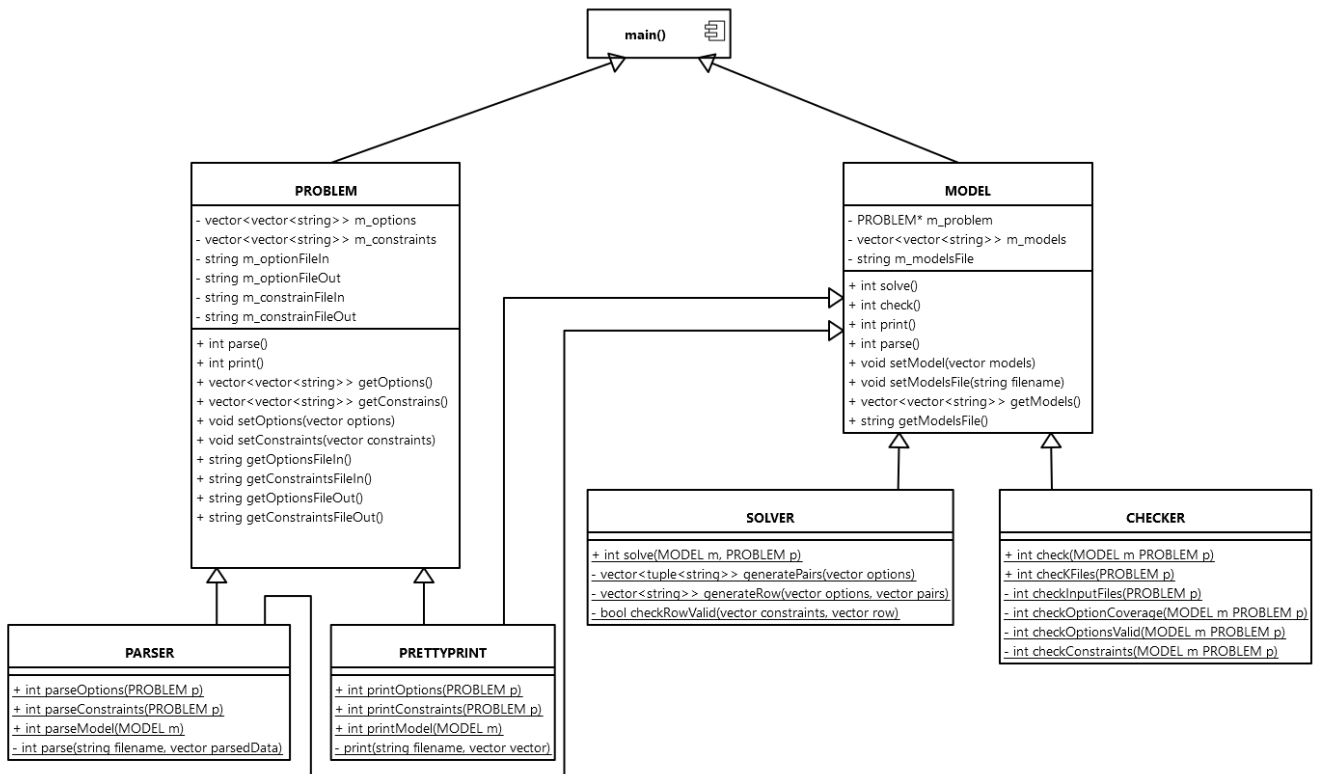 main()
PROBLEM
- vector<vector<string>> m_options
- vector<vector<string>> m_constraints
- string m_optionFileIn
- string m_optionFileOut
- string m_constrainFileIn
- string m_constrainFileOut
+ int parse()
+ int print()
+ vector<vector<string>> getOptions()
+ vector<vector<string>> getConstrains()
+ void setOptions(vector options)
+ void setConstraints(vector constraints)
+ string getOptionsFileIn()
+ string getConstraintsFileIn()
+ string getOptionsFileOut()
+ string getConstraintsFileOut()
MODEL
- PROBLEM* m_problem
- vector<vector<string>> m_models
- string m_modelsFile
+ int solve()
+ int check()
+ int print()
+ int parse()
+ void setModel(vector models)
+ void setModelsFile(string filename)
+ vector<vector<string>> getModels()
+ string getModelsFile()
SOLVER
+ int solve(MODEL m, PROBLEM p)
- vector<tuple<string>> generatePairs(vector options)
- vector<string>> generateRow(vector options, vector pairs)
- bool checkRowValid(vector constraints, vector row)
CHECKER
+ int check(MODEL m PROBLEM p)
+ int checKFiles(PROBLEM p)
- int checkInputFiles(PROBLEM p)
- int checkOptionCoverage(MODEL m PROBLEM p)
- int checkOptionsValid(MODEL m PROBLEM p)
- int checkConstraints(MODEL m PROBLEM p)
PARSER
+ int parseOptions(PROBLEM p)
+ int parseConstraints(PROBLEM p)
+ int parseModel(MODEL m)
- int parse(string filename, vector parsedData)
PRETTYPRINT
+ int printOptions(PROBLEM p)
+ int printConstraints(PROBLEM p)
+ int printModel(MODEL m)
- print(string filename, vector vector)